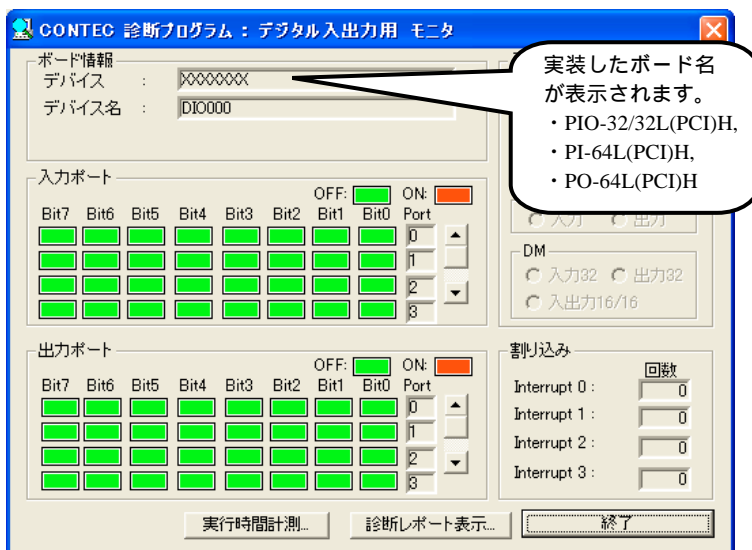 CONTEC 診断プログラム : デジタル入出力用 モニタ
ボード情報
デバイス : XXXXXXX
デバイス名 : DIO000
実装したボード名
が表示されます。
・PIO-32/32L(PCI)H,
・PI-64L(PCI)H,
・PO-64L(PCI)H
入力ポート
OFF: ON:
Bit7 Bit6 Bit5 Bit4 Bit3 Bit2 Bit1 Bit0 Port
0
1
2
3
入力 出力
DM
入力32 出力32
入出力16/16
出力ポート
OFF: ON:
Bit7 Bit6 Bit5 Bit4 Bit3 Bit2 Bit1 Bit0 Port
0
1
2
3
割り込み
回数
Interrupt 0 : 0
Interrupt 1 : 0
Interrupt 2 : 0
Interrupt 3 : 0
実行時間計測... 診断レポート表示... 終了